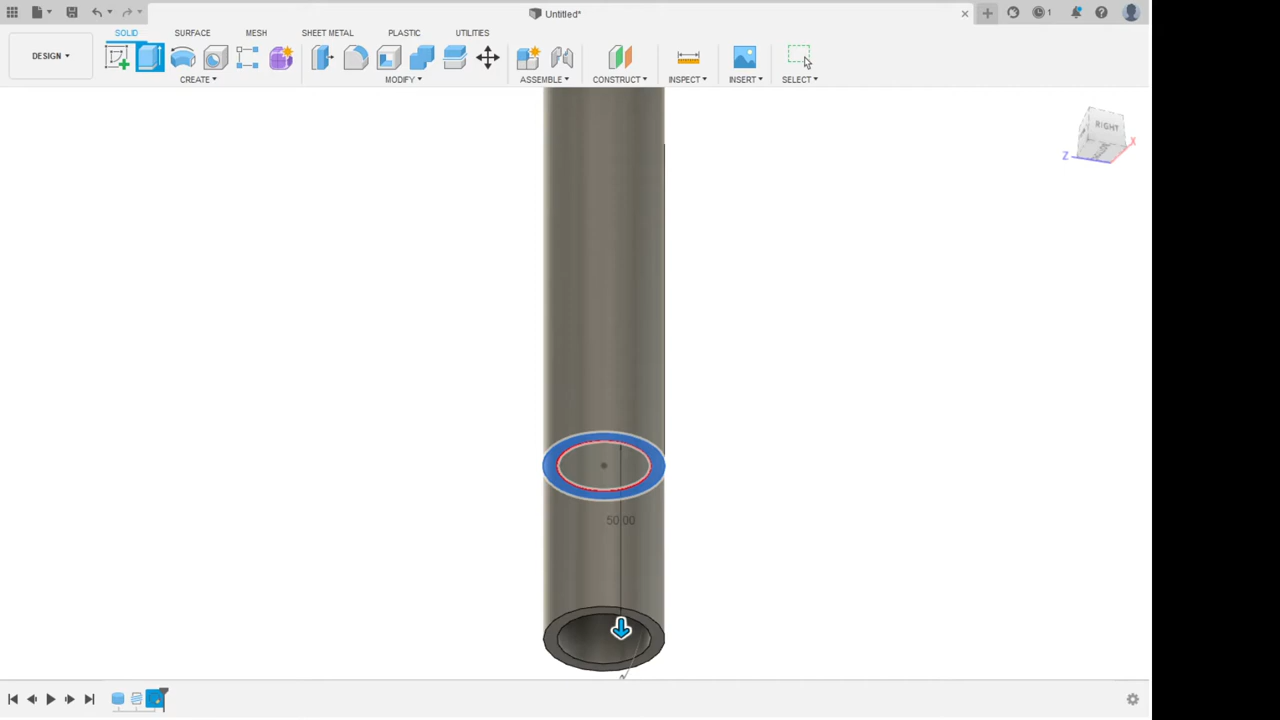 Untitled*
1
DESIGN
SOLID
SURFACE
MESH
SHEET METAL
PLASTIC
UTILITIES
CREATE
MODIFY
ASSEMBLE
CONSTRUCT
INSPECT
INSERT
SELECT
RIGHT
Z
X
50.00